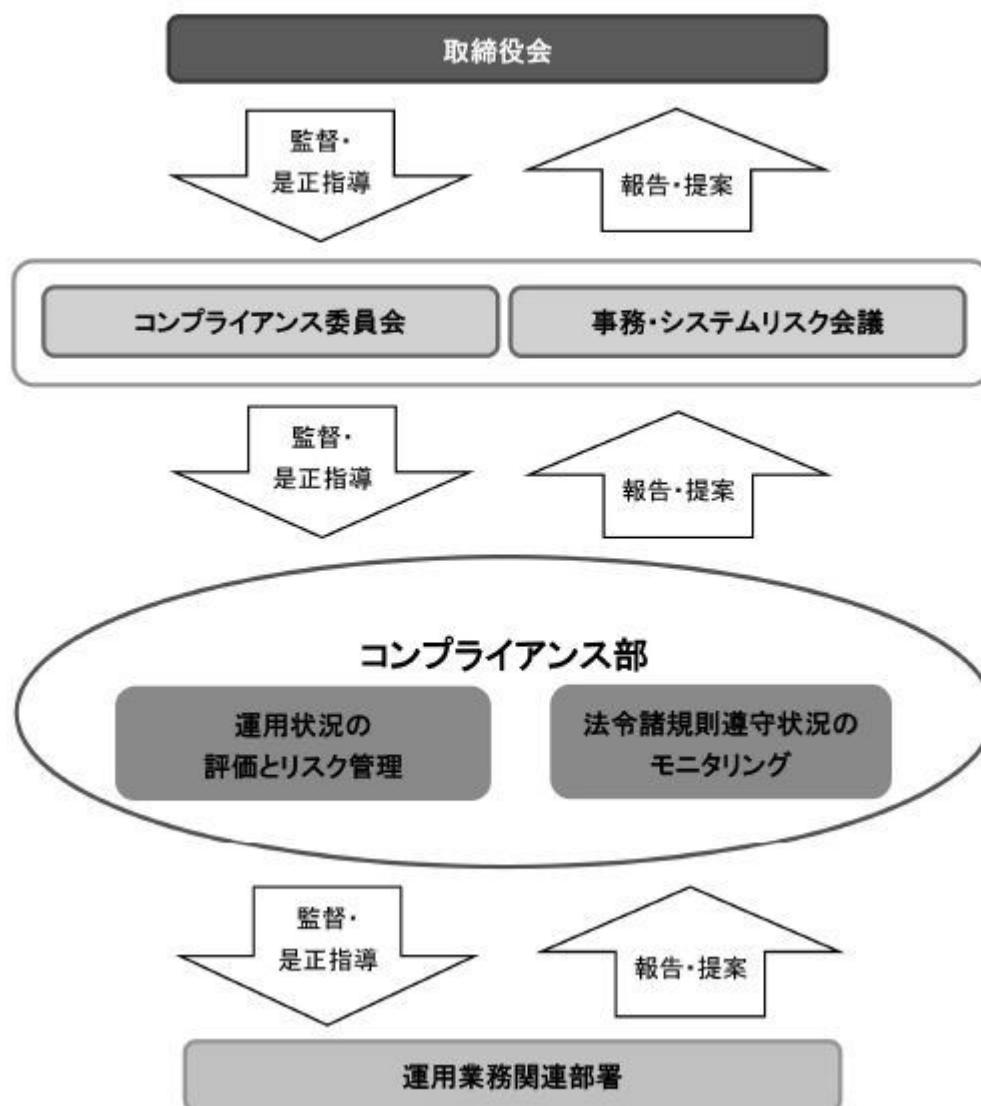 取締役会
監督・
是正指導
報告・提案
コンプライアンス委員会
事務・システムリスク会議
監督・
是正指導
報告・提案
コンプライアンス部
運用状況の
評価とリスク管理
法令諸規則遵守状況の
モニタリング
監督・
是正指導
報告・提案
運用業務関連部署